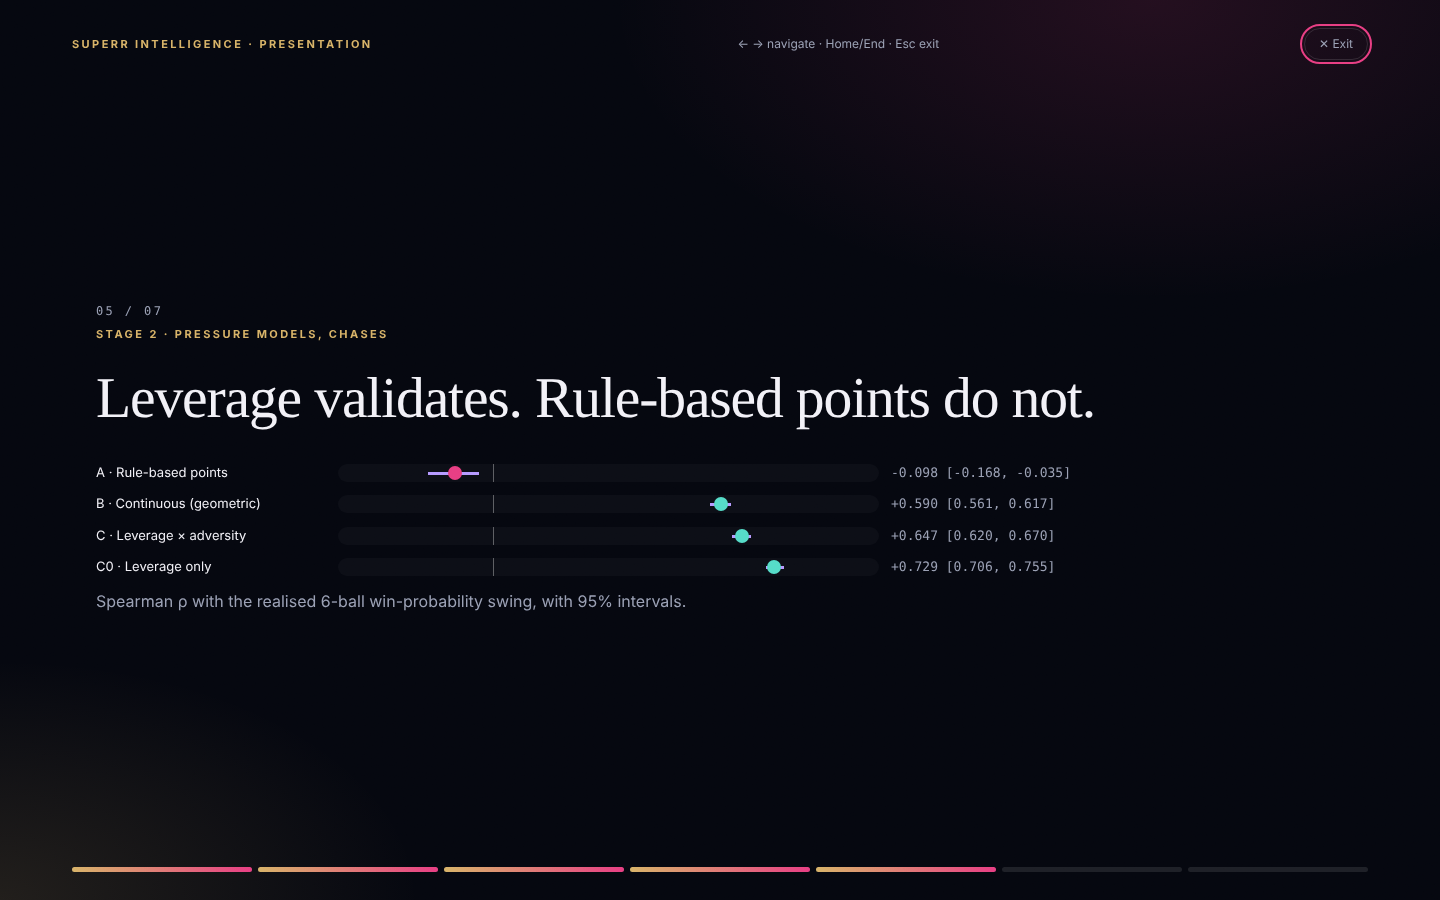 SUPERR INTELLIGENCE · PRESENTATION
← → navigate · Home/End · Esc exit
✕ Exit
05 / 07
STAGE 2 · PRESSURE MODELS, CHASES
Leverage validates. Rule-based points do not.
A · Rule-based points -0.098 [-0.168, -0.035]
B · Continuous (geometric) +0.590 [0.561, 0.617]
C · Leverage × adversity +0.647 [0.620, 0.670]
C0 · Leverage only +0.729 [0.706, 0.755]
Spearman ρ with the realised 6-ball win-probability swing, with 95% intervals.